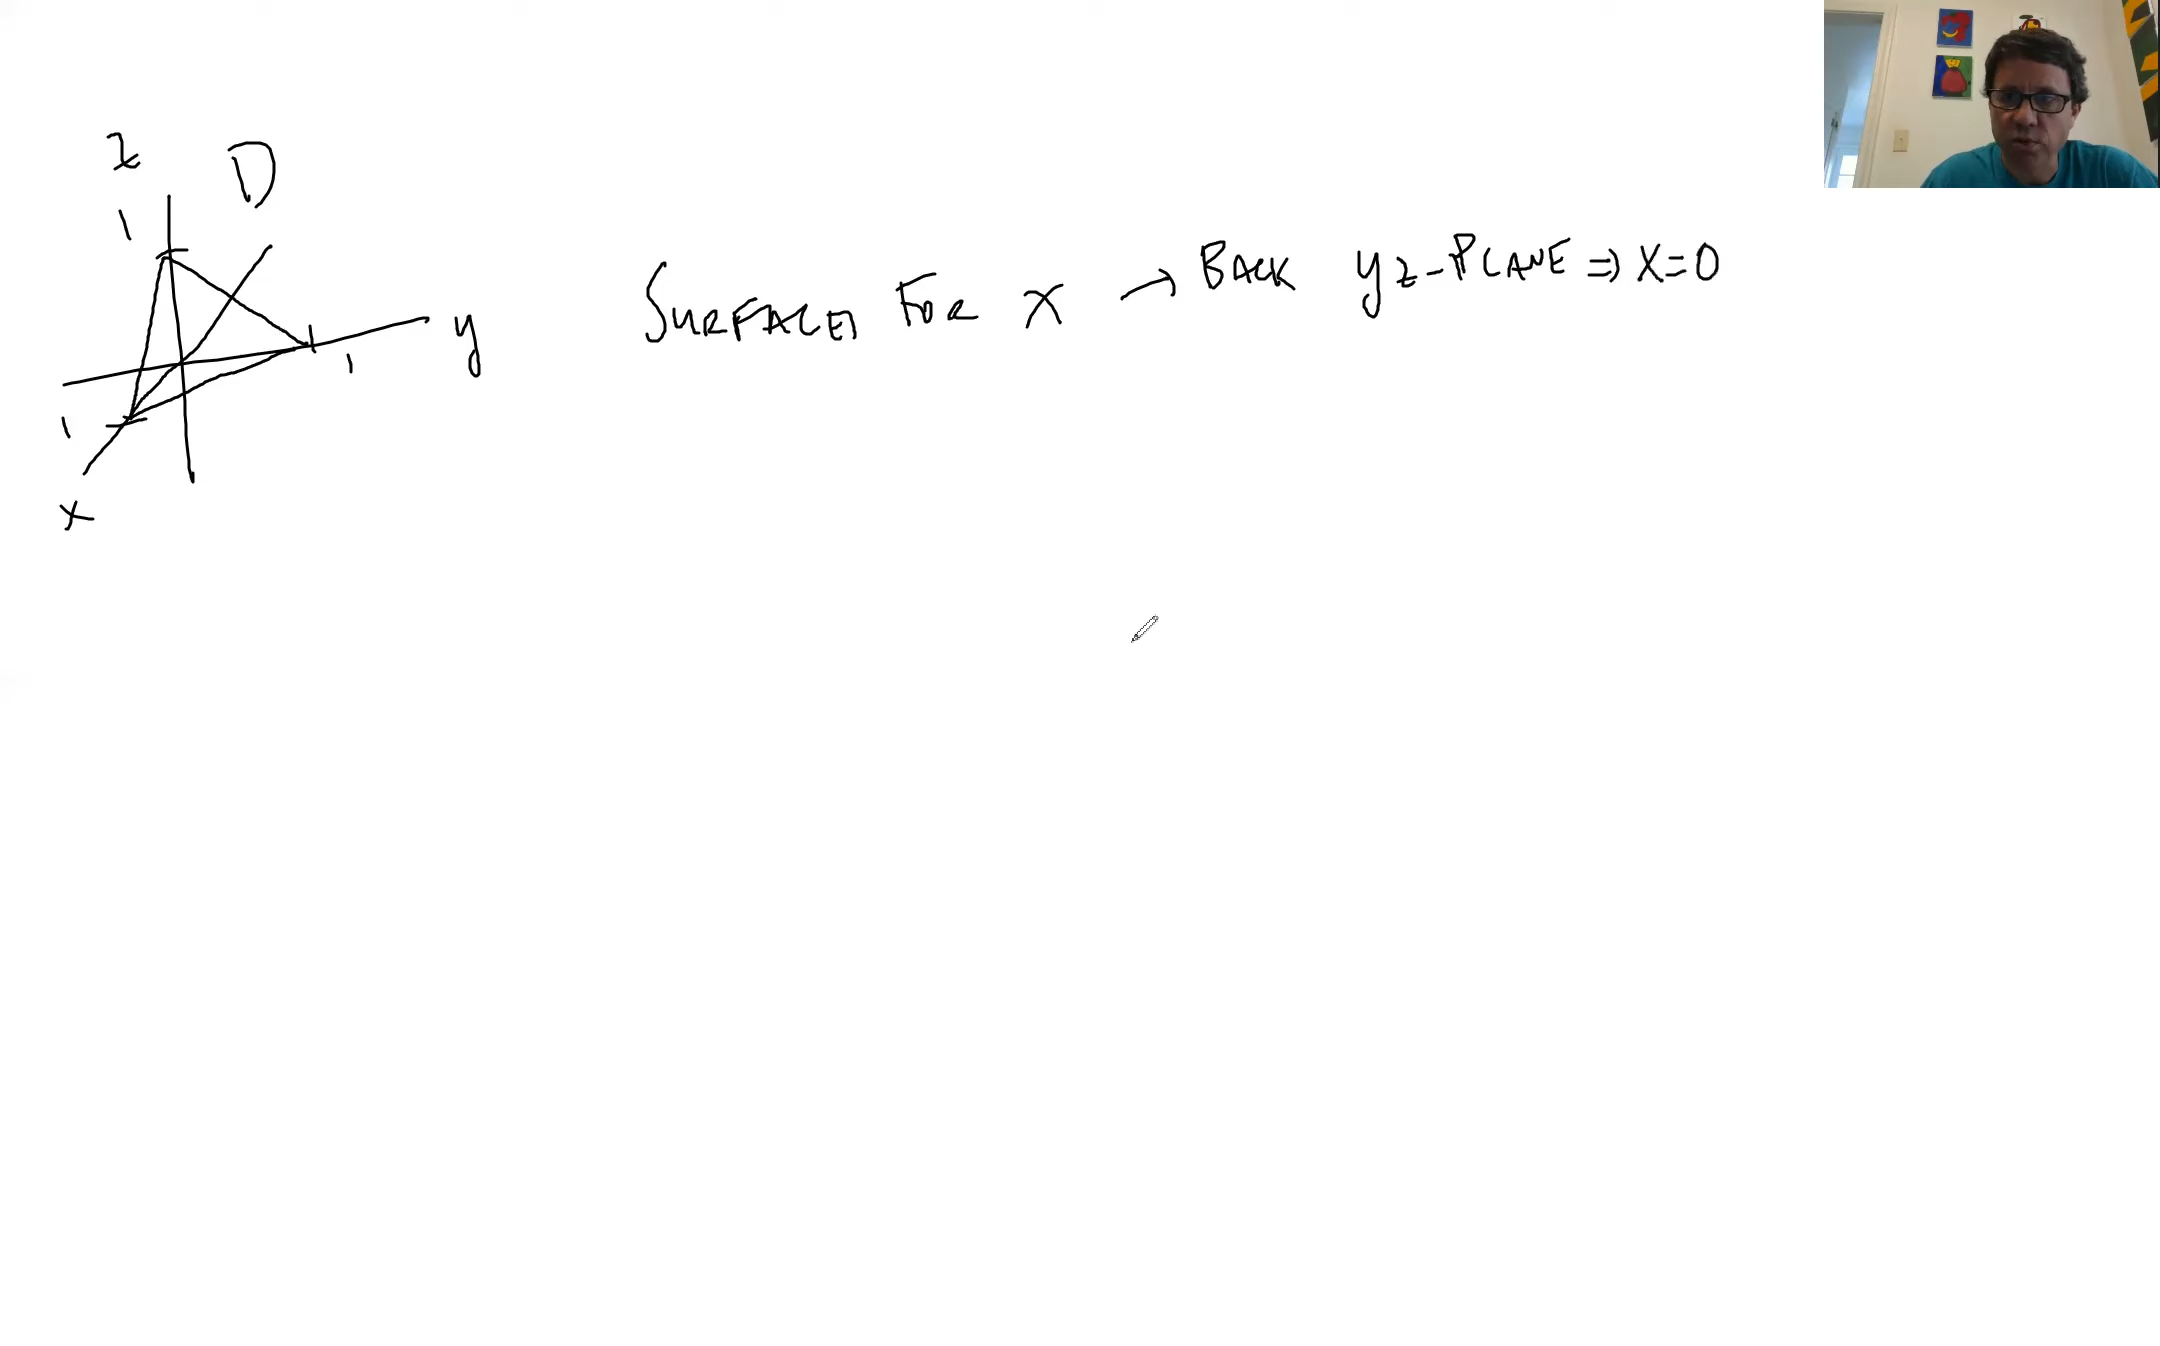 z
D
1
y
1
1
x
SURFACES FOR X → BACK yz-PLANE ⇒ X=0